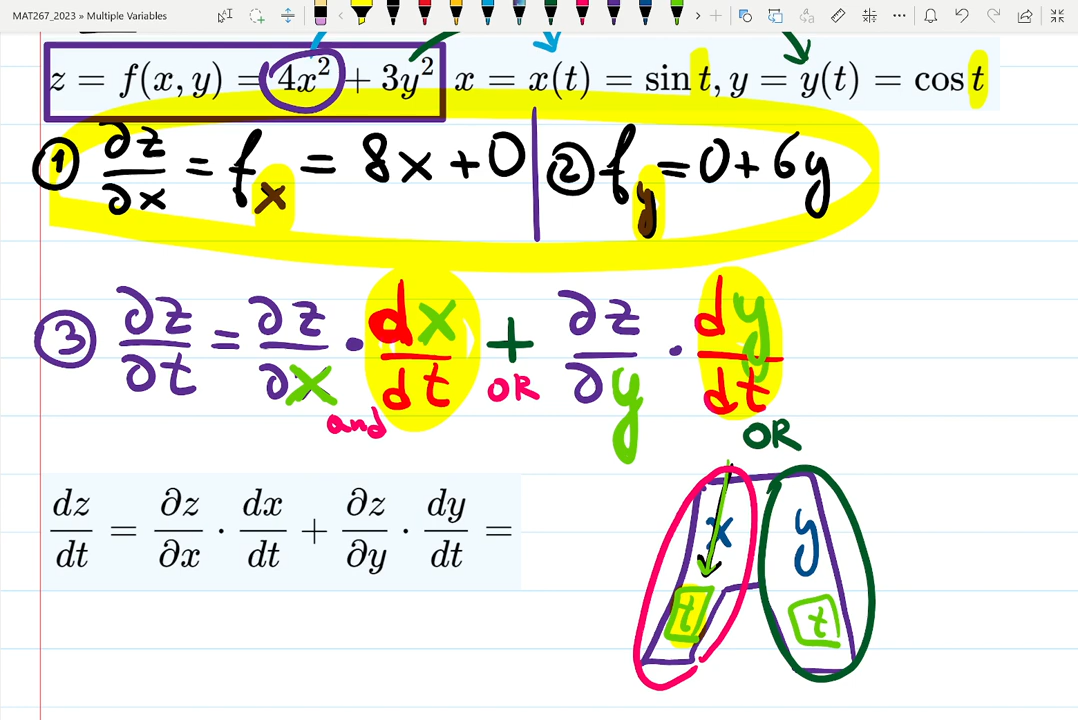 MAT267_2023 » Multiple Variables
z = f(x, y) = 4x² + 3y² x = x(t) = sin t, y = y(t) = cos t
① ∂z/∂x = fₓ = 8x + 0 | ② f_y = 0 + 6y
③ ∂z/∂t = ∂z/∂x · dx/dt + ∂z/∂y · dy/dt
and OR
OR
dz/dt = ∂z/∂x · dx/dt + ∂z/∂y · dy/dt =
x y
t t